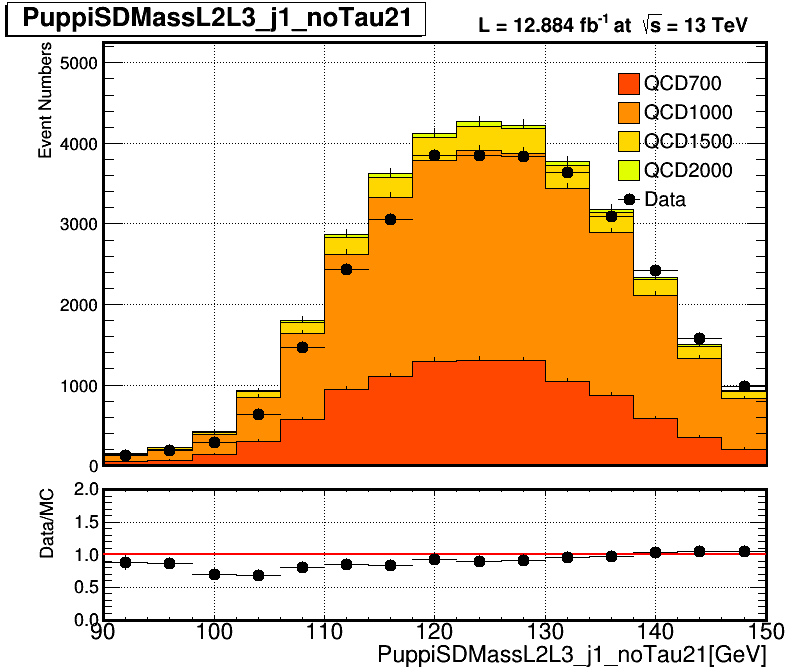 PuppiSDMassL2L3_j1_noTau21
L = 12.884 fb⁻¹ at √s = 13 TeV
Event Numbers
5000
4000
3000
2000
1000
0
QCD700
QCD1000
QCD1500
QCD2000
Data
Data/MC
2.0
1.5
1.0
0.5
0.0
90 100 110 120 130 140 150
PuppiSDMassL2L3_j1_noTau21[GeV]